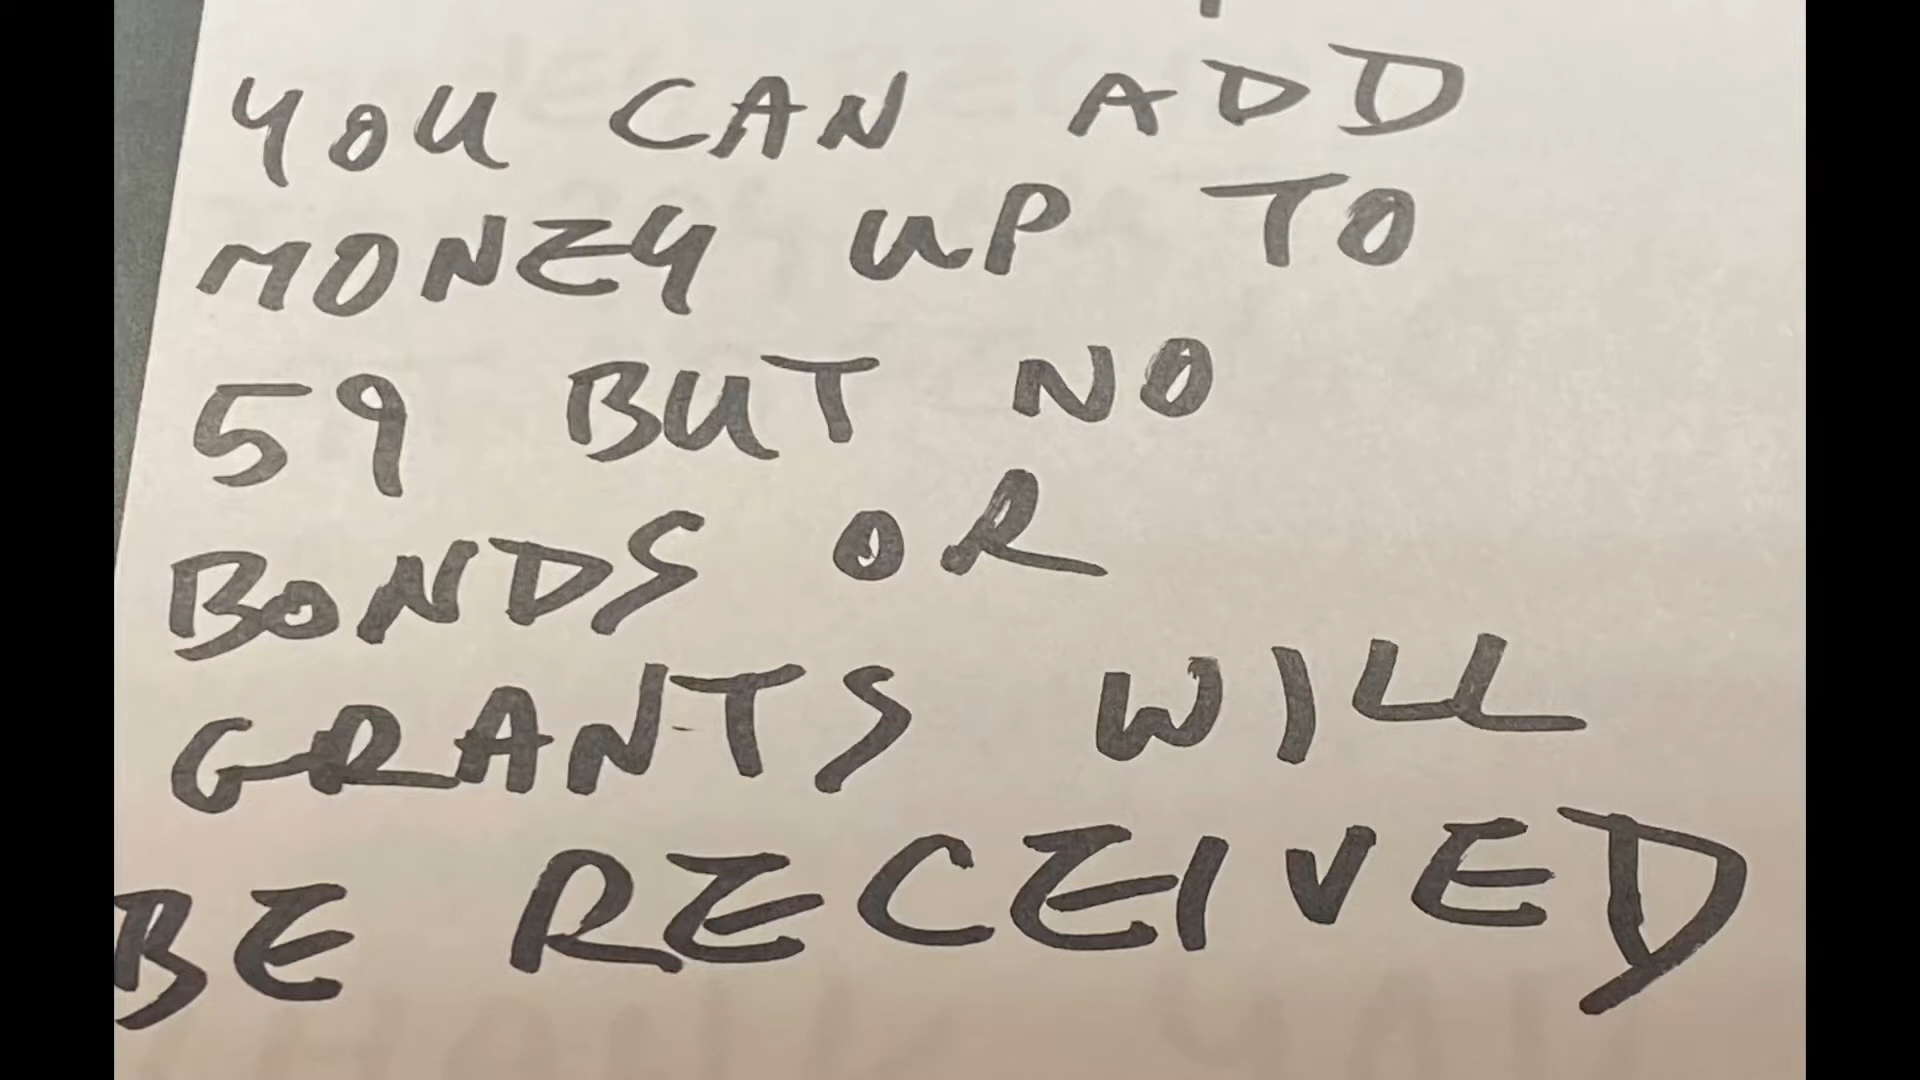 YOU CAN ADD
MONEY UP TO
59 BUT NO
BONDS OR
GRANTS WILL
BE RECEIVED